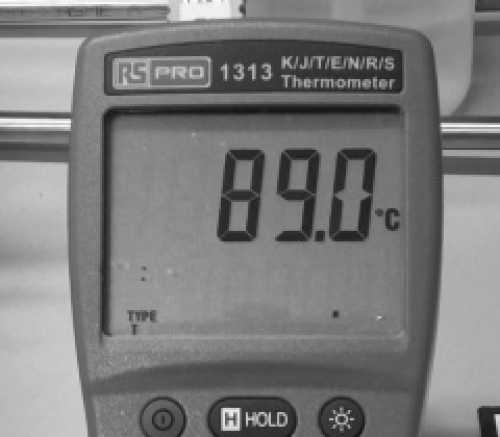 RS PRO 1313 K/J/T/E/N/R/S
Thermometer
89.0 °C
:
TYPE
T
H HOLD